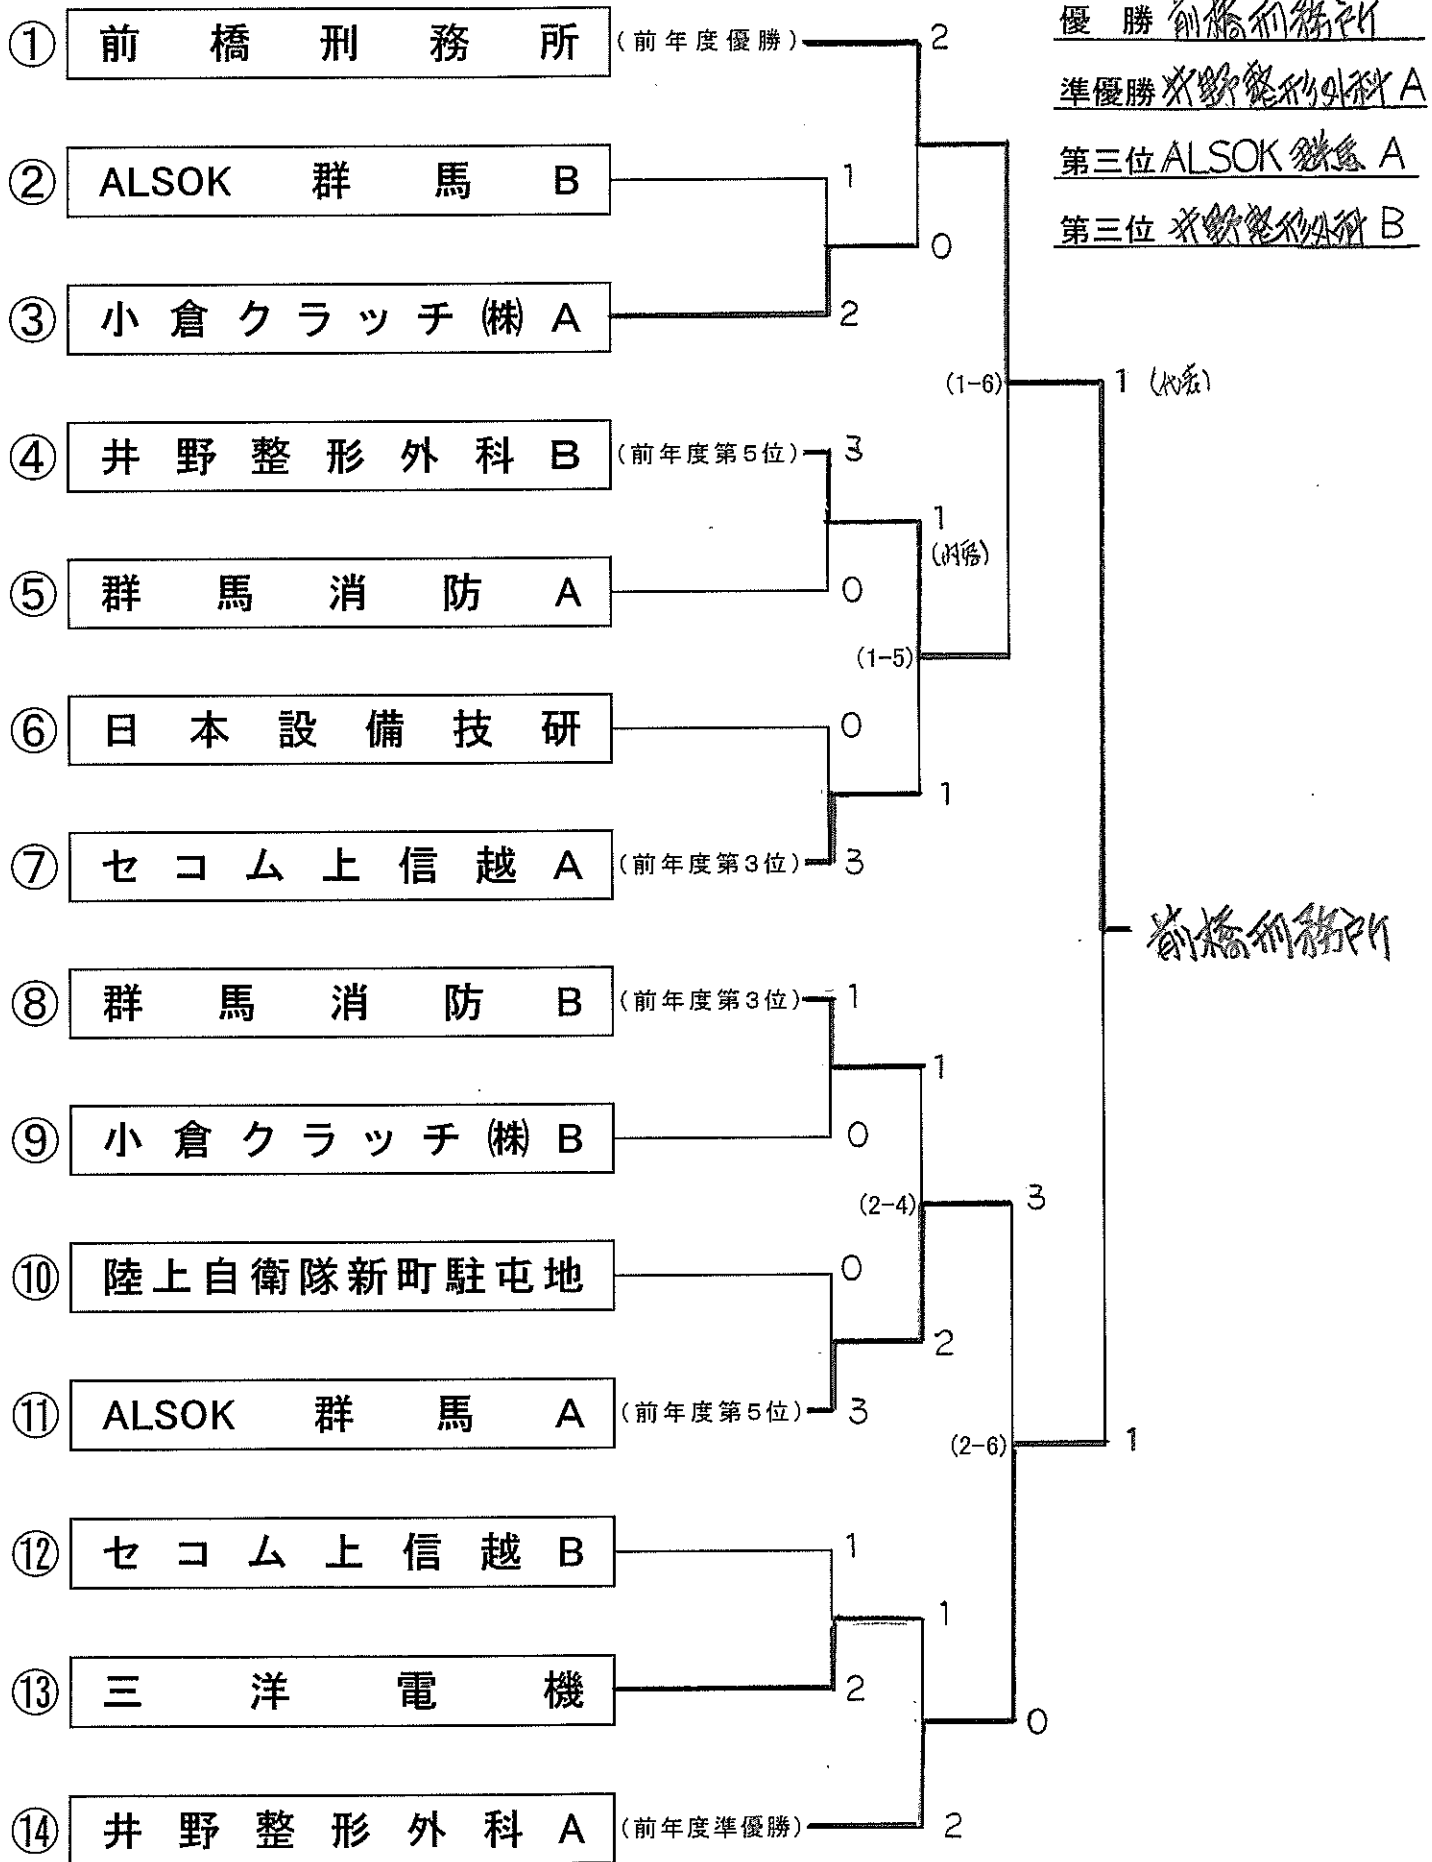 ① 前橋刑務所 (前年度優勝) 2
優勝 前橋刑務所
準優勝 井野整形外科 A
② ALSOK 群馬 B 1
第三位 ALSOK 群馬 A
第三位 井野整形外科 B
0
③ 小倉クラッチ㈱ A 2
(1-6) 1 (代表)
④ 井野整形外科 B (前年度第5位) 3
1
(内容)
⑤ 群馬消防 A 0
(1-5)
⑥ 日本設備技研 0
1
⑦ セコム上信越 A (前年度第3位) 3
前橋刑務所
⑧ 群馬消防 B (前年度第3位) 1
1
⑨ 小倉クラッチ㈱ B 0
(2-4) 3
⑩ 陸上自衛隊新町駐屯地 0
2
⑪ ALSOK 群馬 A (前年度第5位) 3
(2-6) 1
⑫ セコム上信越 B 1
1
⑬ 三洋電機 2
0
⑭ 井野整形外科 A (前年度準優勝) 2